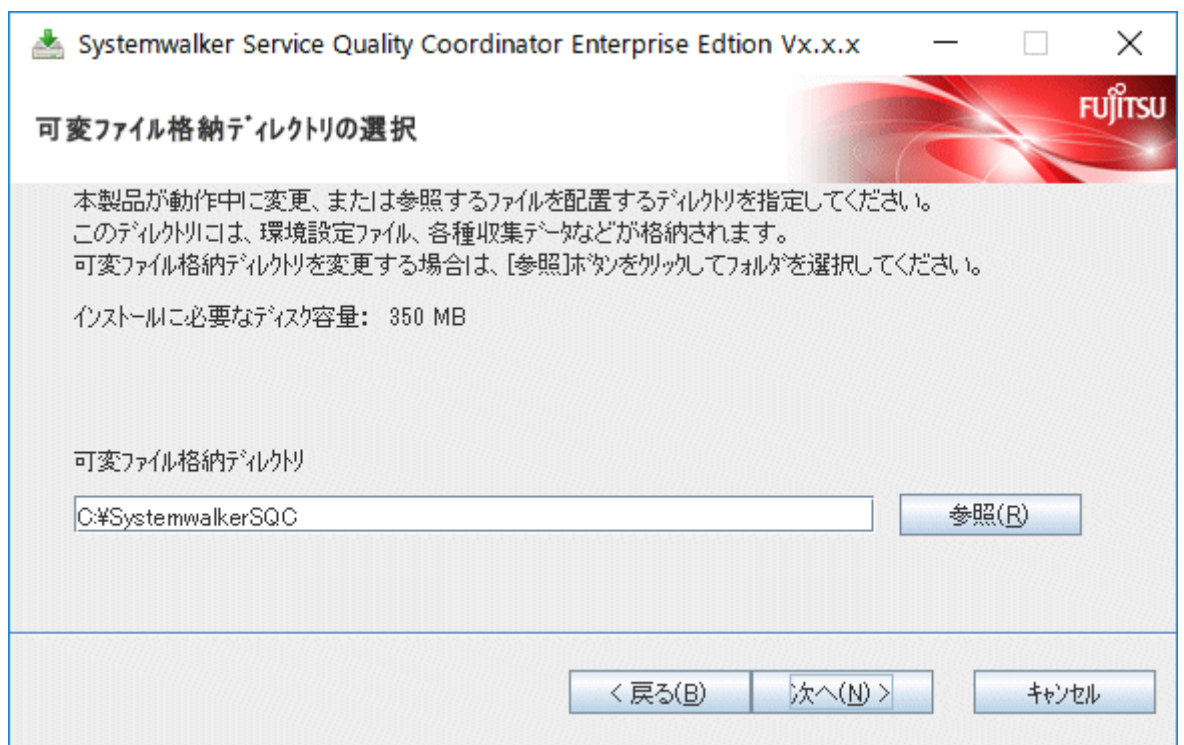 Systemwalker Service Quality Coordinator Enterprise Edtion Vx.x.x
FUJITSU
可変ファイル格納ディレクトリの選択
本製品が動作中に変更、または参照するファイルを配置するディレクトリを指定してください。
このディレクトリには、環境設定ファイル、各種収集データなどが格納されます。
可変ファイル格納ディレクトリを変更する場合は、[参照]ボタンをクリックしてフォルダを選択してください。
インストールに必要なディスク容量: 350 MB
可変ファイル格納ディレクトリ
C:¥SystemwalkerSQC
参照(R)
< 戻る(B)
次へ(N) >
キャンセル